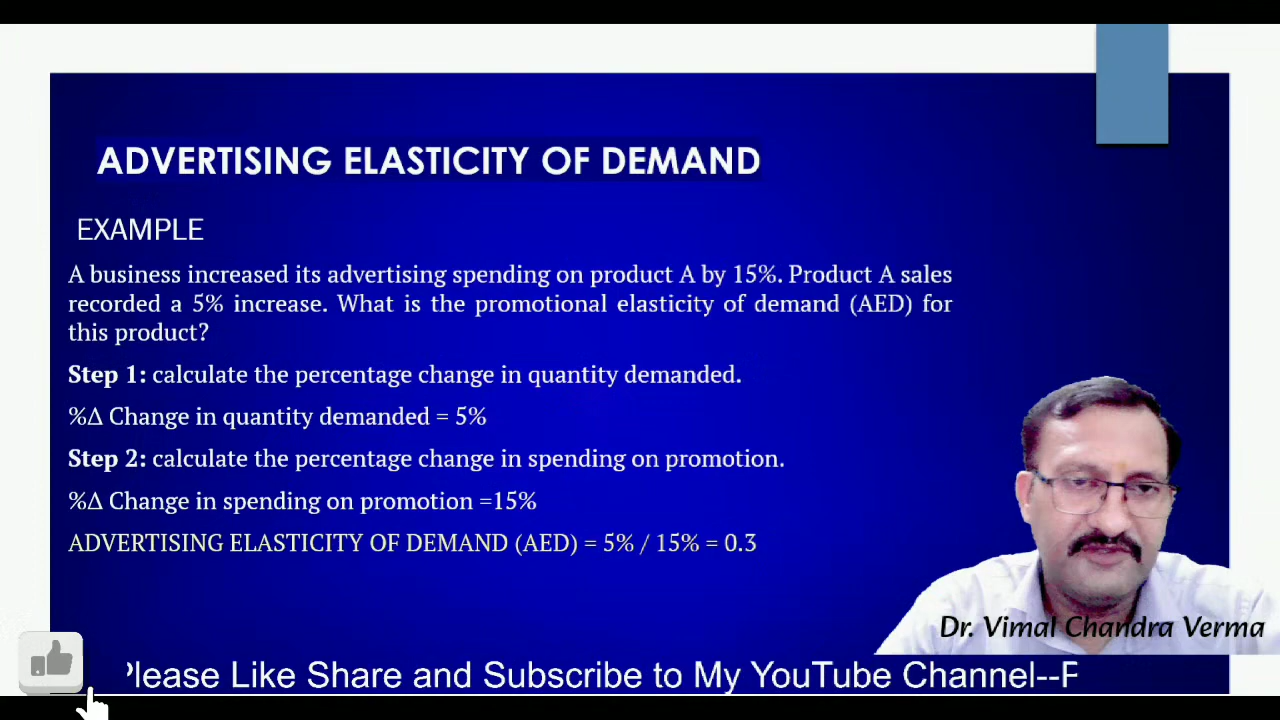 ADVERTISING ELASTICITY OF DEMAND
EXAMPLE
A business increased its advertising spending on product A by 15%. Product A sales
recorded a 5% increase. What is the promotional elasticity of demand (AED) for
this product?
Step 1: calculate the percentage change in quantity demanded.
%Δ Change in quantity demanded = 5%
Step 2: calculate the percentage change in spending on promotion.
%Δ Change in spending on promotion =15%
ADVERTISING ELASTICITY OF DEMAND (AED) = 5% / 15% = 0.3
Dr. Vimal Chandra Verma
Please Like Share and Subscribe to My YouTube Channel--P